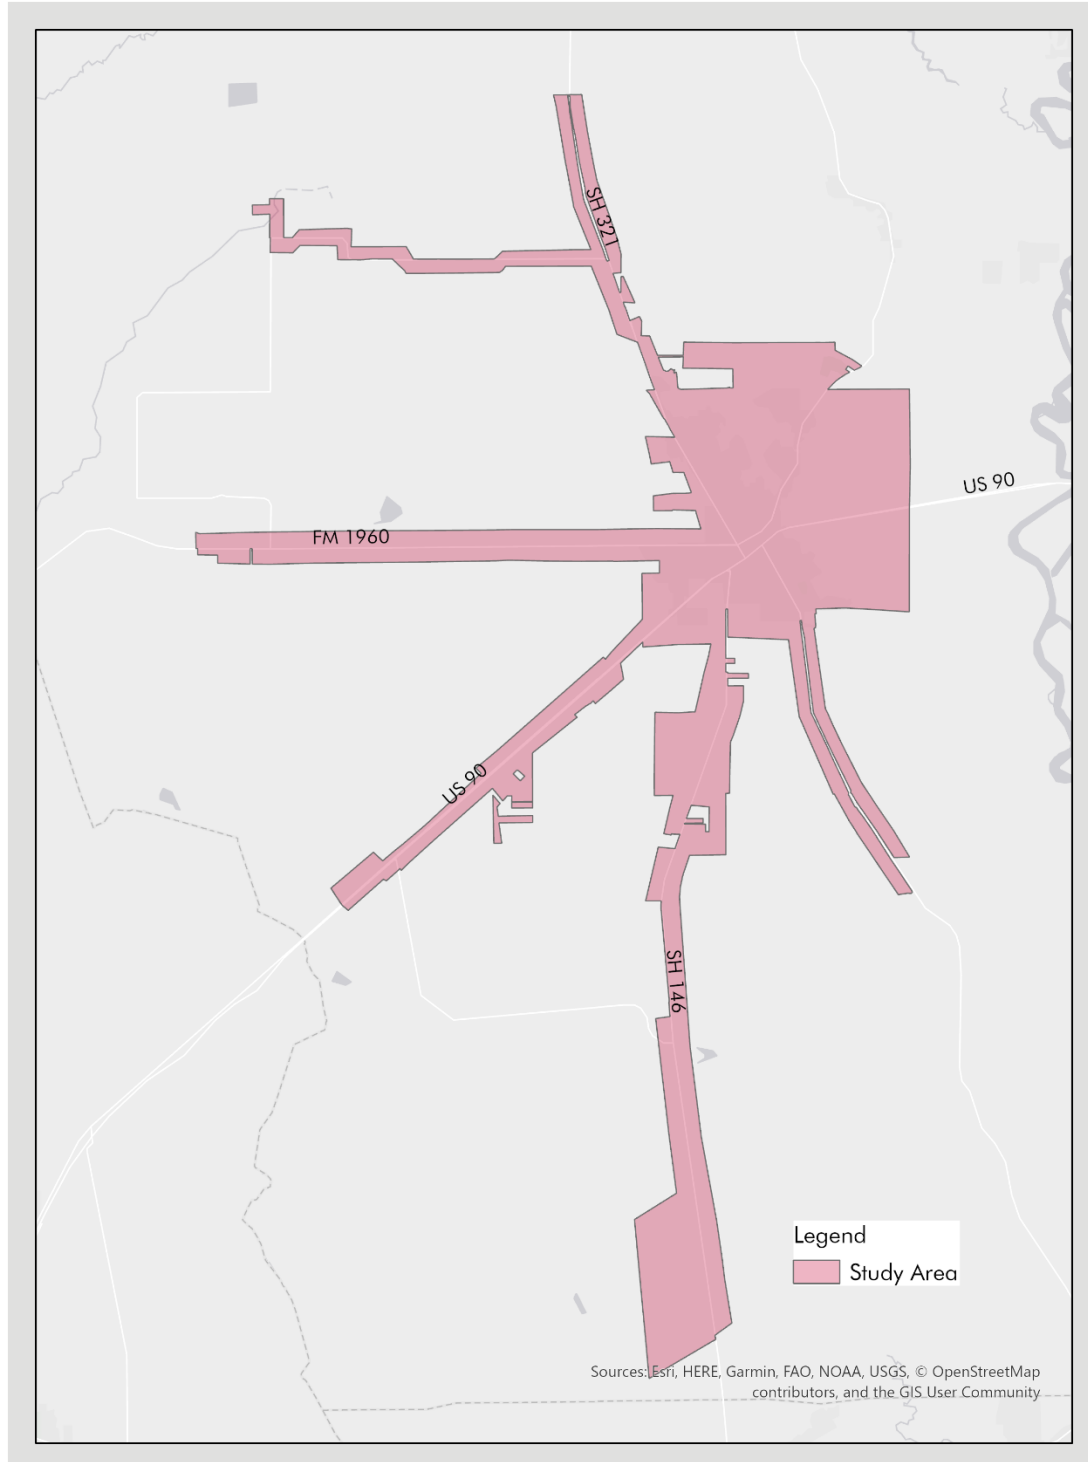 SH 321
US 90
FM 1960
US 90
SH 146
Legend
Study Area
Sources: Esri, HERE, Garmin, FAO, NOAA, USGS, © OpenStreetMap
contributors, and the GIS User Community